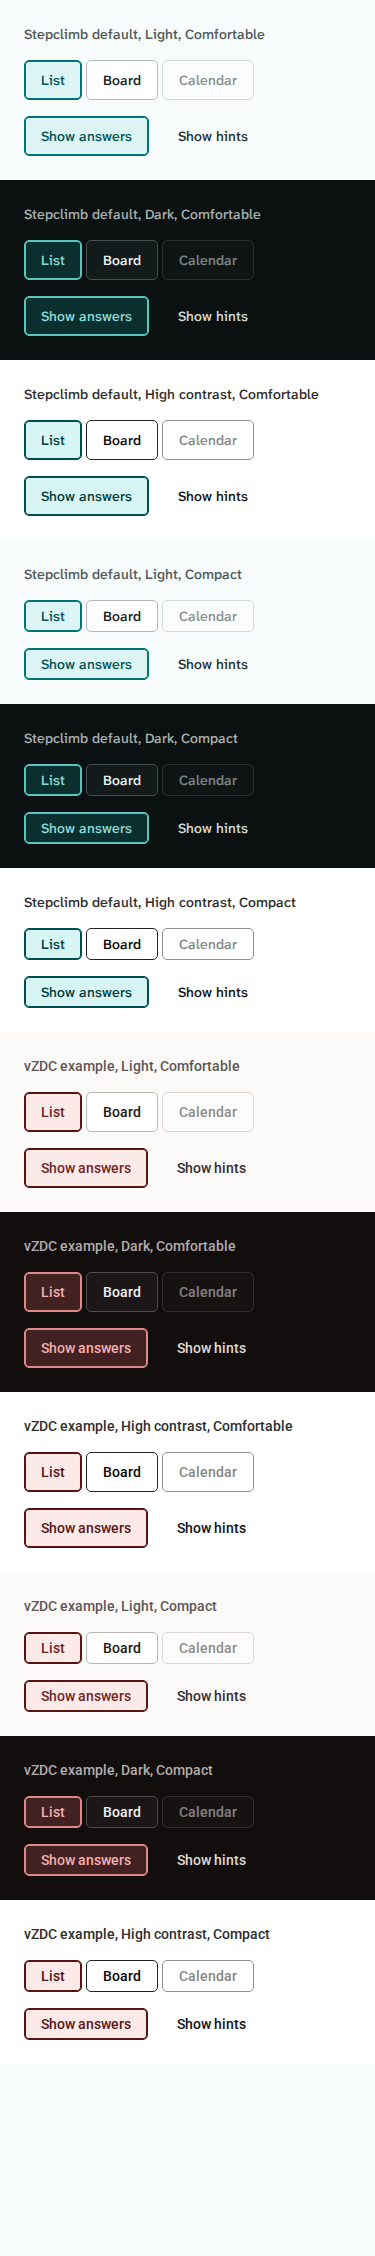 Stepclimb default, Light, Comfortable
List Board Calendar
Show answers Show hints
Stepclimb default, Dark, Comfortable
List Board Calendar
Show answers Show hints
Stepclimb default, High contrast, Comfortable
List Board Calendar
Show answers Show hints
Stepclimb default, Light, Compact
List Board Calendar
Show answers Show hints
Stepclimb default, Dark, Compact
List Board Calendar
Show answers Show hints
Stepclimb default, High contrast, Compact
List Board Calendar
Show answers Show hints
vZDC example, Light, Comfortable
List Board Calendar
Show answers Show hints
vZDC example, Dark, Comfortable
List Board Calendar
Show answers Show hints
vZDC example, High contrast, Comfortable
List Board Calendar
Show answers Show hints
vZDC example, Light, Compact
List Board Calendar
Show answers Show hints
vZDC example, Dark, Compact
List Board Calendar
Show answers Show hints
vZDC example, High contrast, Compact
List Board Calendar
Show answers Show hints